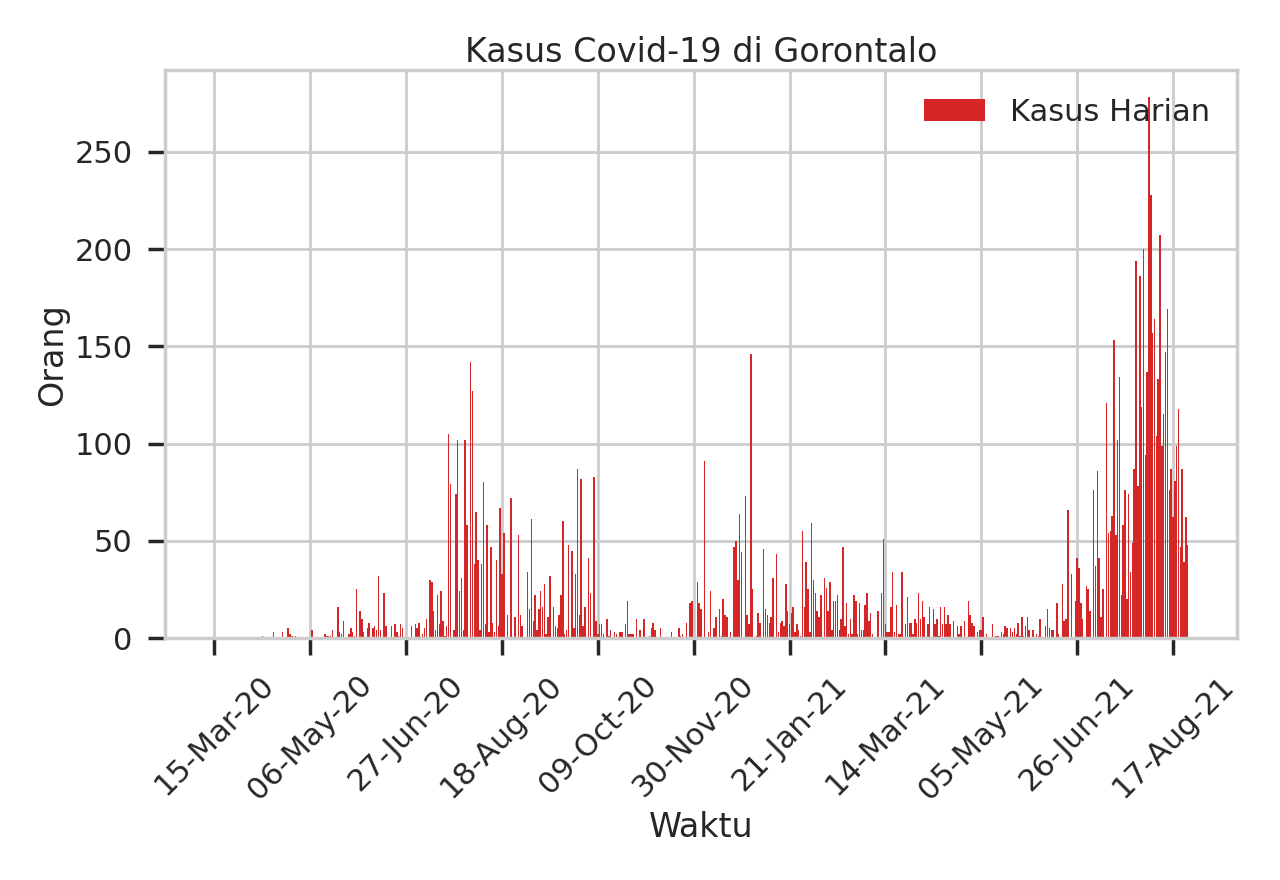 Kasus Covid-19 di Gorontalo
Kasus Harian
Orang
250
200
150
100
50
0
15-Mar-20
06-May-20
27-Jun-20
18-Aug-20
09-Oct-20
30-Nov-20
21-Jan-21
14-Mar-21
05-May-21
26-Jun-21
17-Aug-21
Waktu